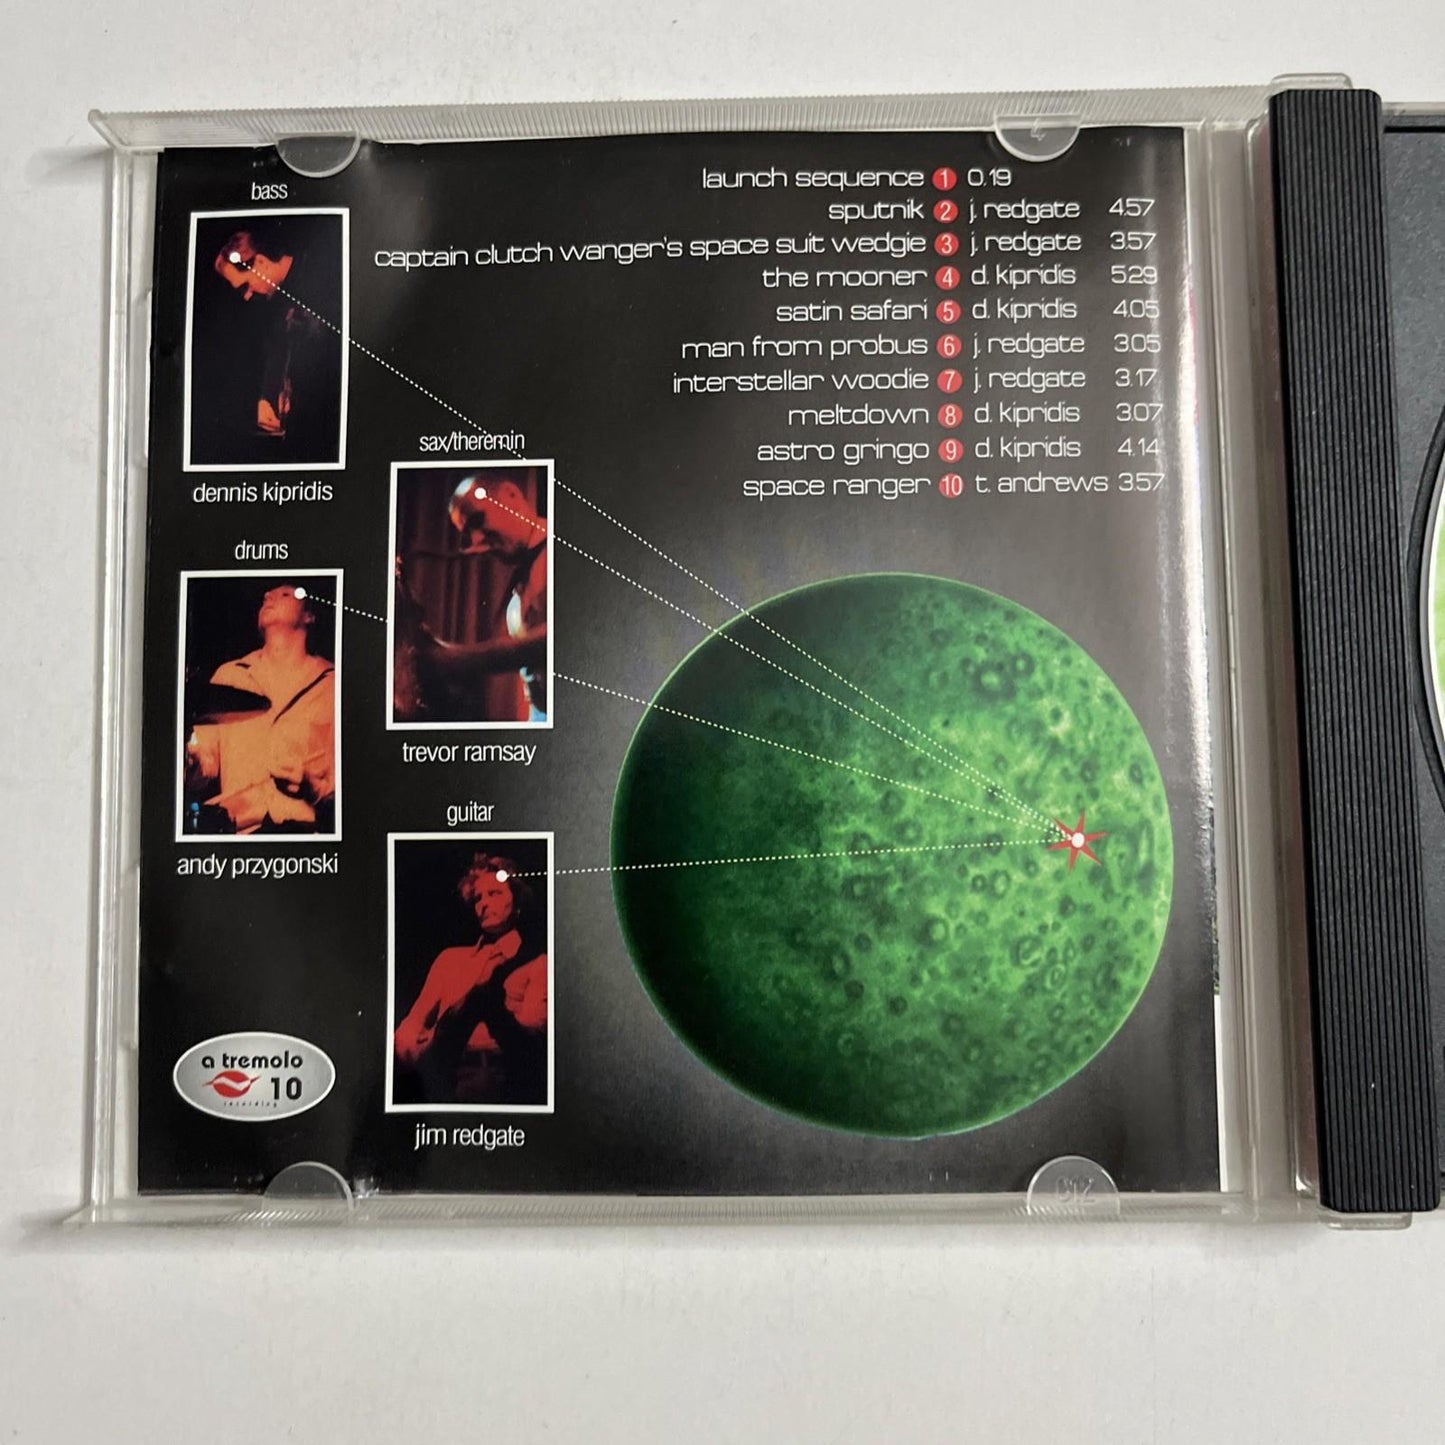 launch sequence 1 0.19
sputnik 2 j. redgate 4.57
captain clutch wanger's space suit wedgie 3 j. redgate 3.57
the mooner 4 d. kipridis 5.29
satin safari 5 d. kipridis 4.05
man from probus 6 j. redgate 3.05
interstellar woodie 7 j. redgate 3.17
meltdown 8 d. kipridis 3.07
astro gringo 9 d. kipridis 4.14
space ranger 10 t. andrews 3.57
bass
dennis kipridis
sax/theremin
trevor ramsay
drums
andy przygonski
guitar
jim redgate
a tremolo
10
recording